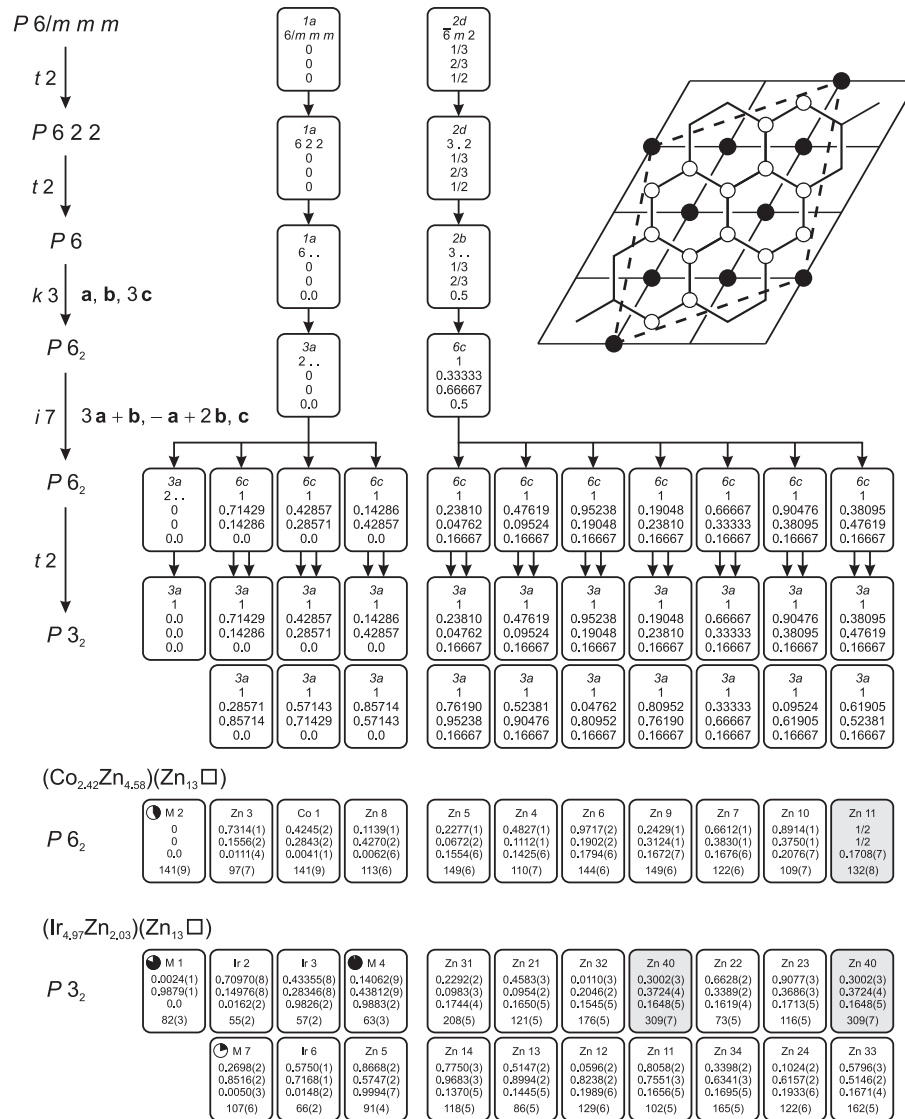 P 6/m m m
t 2
P 6 2 2
t 2
P 6
k 3 a, b, 3 c
P 6₂
i 7 3 a + b, – a + 2 b, c
P 6₂
t 2
P 3₂
1a 2d
6/m m m 6̅ m 2
0 1/3
0 2/3
0 1/2
1a 2d
6 2 2 3 . 2
0 1/3
0 2/3
0 1/2
1a 2b
6 . . 3 . .
0 1/3
0 2/3
0.0 0.5
3a 6c
2 . . 1
0 0.33333
0 0.66667
0.0 0.5
3a 6c 6c 6c 6c 6c 6c 6c 6c 6c 6c
2 . . 1 1 1 1 1 1 1 1 1 1
0 0.71429 0.42857 0.14286 0.23810 0.47619 0.95238 0.19048 0.66667 0.90476 0.38095
0 0.14286 0.28571 0.42857 0.04762 0.09524 0.19048 0.23810 0.33333 0.38095 0.47619
0.0 0.0 0.0 0.0 0.16667 0.16667 0.16667 0.16667 0.16667 0.16667 0.16667
3a 3a 3a 3a 3a 3a 3a 3a 3a 3a 3a
1 1 1 1 1 1 1 1 1 1 1
0.0 0.71429 0.42857 0.14286 0.23810 0.47619 0.95238 0.19048 0.66667 0.90476 0.38095
0.0 0.14286 0.28571 0.42857 0.04762 0.09524 0.19048 0.23810 0.33333 0.38095 0.47619
0.0 0.0 0.0 0.0 0.16667 0.16667 0.16667 0.16667 0.16667 0.16667 0.16667
3a 3a 3a 3a 3a 3a 3a 3a 3a 3a
1 1 1 1 1 1 1 1 1 1
0.28571 0.57143 0.85714 0.76190 0.52381 0.04762 0.80952 0.33333 0.09524 0.61905
0.85714 0.71429 0.57143 0.95238 0.90476 0.80952 0.76190 0.66667 0.61905 0.52381
0.0 0.0 0.0 0.16667 0.16667 0.16667 0.16667 0.16667 0.16667 0.16667
(Co₂.₄₂Zn₄.₅₈)(Zn₁₃□)
P 6₂
M 2 Zn 3 Co 1 Zn 8 Zn 5 Zn 4 Zn 6 Zn 9 Zn 7 Zn 10 Zn 11
0 0.7314(1) 0.4245(2) 0.1139(1) 0.2277(1) 0.4827(1) 0.9717(2) 0.2429(1) 0.6612(1) 0.8914(1) 1/2
0 0.1556(2) 0.2843(2) 0.4270(2) 0.0672(2) 0.1112(1) 0.1902(2) 0.3124(1) 0.3830(1) 0.3750(1) 1/2
0.0 0.0111(4) 0.0041(1) 0.0062(6) 0.1554(6) 0.1425(6) 0.1794(6) 0.1672(7) 0.1676(6) 0.2076(7) 0.1708(7)
141(9) 97(7) 141(9) 113(6) 149(6) 110(7) 144(6) 149(6) 122(6) 109(7) 132(8)
(Ir₄.₉₇Zn₂.₀₃)(Zn₁₃□)
P 3₂
M 1 Ir 2 Ir 3 M 4 Zn 31 Zn 21 Zn 32 Zn 40 Zn 22 Zn 23 Zn 40
0.0024(1) 0.70970(8) 0.43355(8) 0.14062(9) 0.2292(2) 0.4583(3) 0.0110(3) 0.3002(3) 0.6628(2) 0.9077(3) 0.3002(3)
0.9879(1) 0.14976(8) 0.28346(8) 0.43812(9) 0.0983(3) 0.0954(2) 0.2046(2) 0.3724(4) 0.3389(2) 0.3686(3) 0.3724(4)
0.0 0.0162(2) 0.9826(2) 0.9883(2) 0.1744(4) 0.1650(5) 0.1545(5) 0.1648(5) 0.1619(4) 0.1713(5) 0.1648(5)
82(3) 55(2) 57(2) 63(3) 208(5) 121(5) 176(5) 309(7) 73(5) 116(5) 309(7)
M 7 Ir 6 Zn 5 Zn 14 Zn 13 Zn 12 Zn 11 Zn 34 Zn 24 Zn 33
0.2698(2) 0.5750(1) 0.8668(2) 0.7750(3) 0.5147(2) 0.0596(2) 0.8058(2) 0.3398(2) 0.1024(2) 0.5796(3)
0.8516(2) 0.7168(1) 0.5747(2) 0.9683(3) 0.8994(2) 0.8238(2) 0.7551(3) 0.6341(3) 0.6157(2) 0.5146(2)
0.0050(3) 0.0148(2) 0.9994(7) 0.1370(5) 0.1445(5) 0.1989(6) 0.1656(5) 0.1695(5) 0.1933(6) 0.1671(4)
107(6) 66(2) 91(4) 118(5) 86(5) 129(6) 102(5) 165(5) 122(6) 162(5)